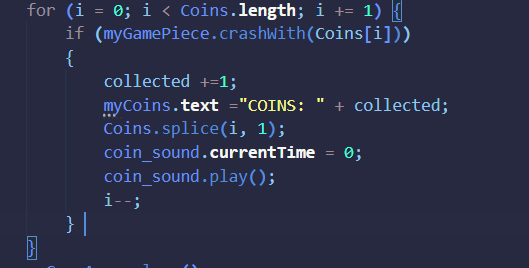 for (i = 0; i < Coins.length; i += 1) {
if (myGamePiece.crashWith(Coins[i]))
{
collected +=1;
myCoins.text ="COINS: " + collected;
Coins.splice(i, 1);
coin_sound.currentTime = 0;
coin_sound.play();
i--;
}
}